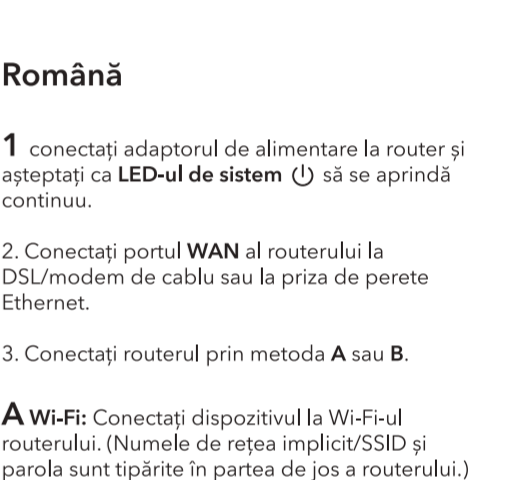 Română
1 conectați adaptorul de alimentare la router și
așteptați ca LED-ul de sistem să se aprindă
continuu.
2. Conectați portul WAN al routerului la
DSL/modem de cablu sau la priza de perete
Ethernet.
3. Conectați routerul prin metoda A sau B.
A Wi-Fi: Conectați dispozitivul la Wi-Fi-ul
routerului. (Numele de rețea implicit/SSID și
parola sunt tipărite în partea de jos a routerului.)